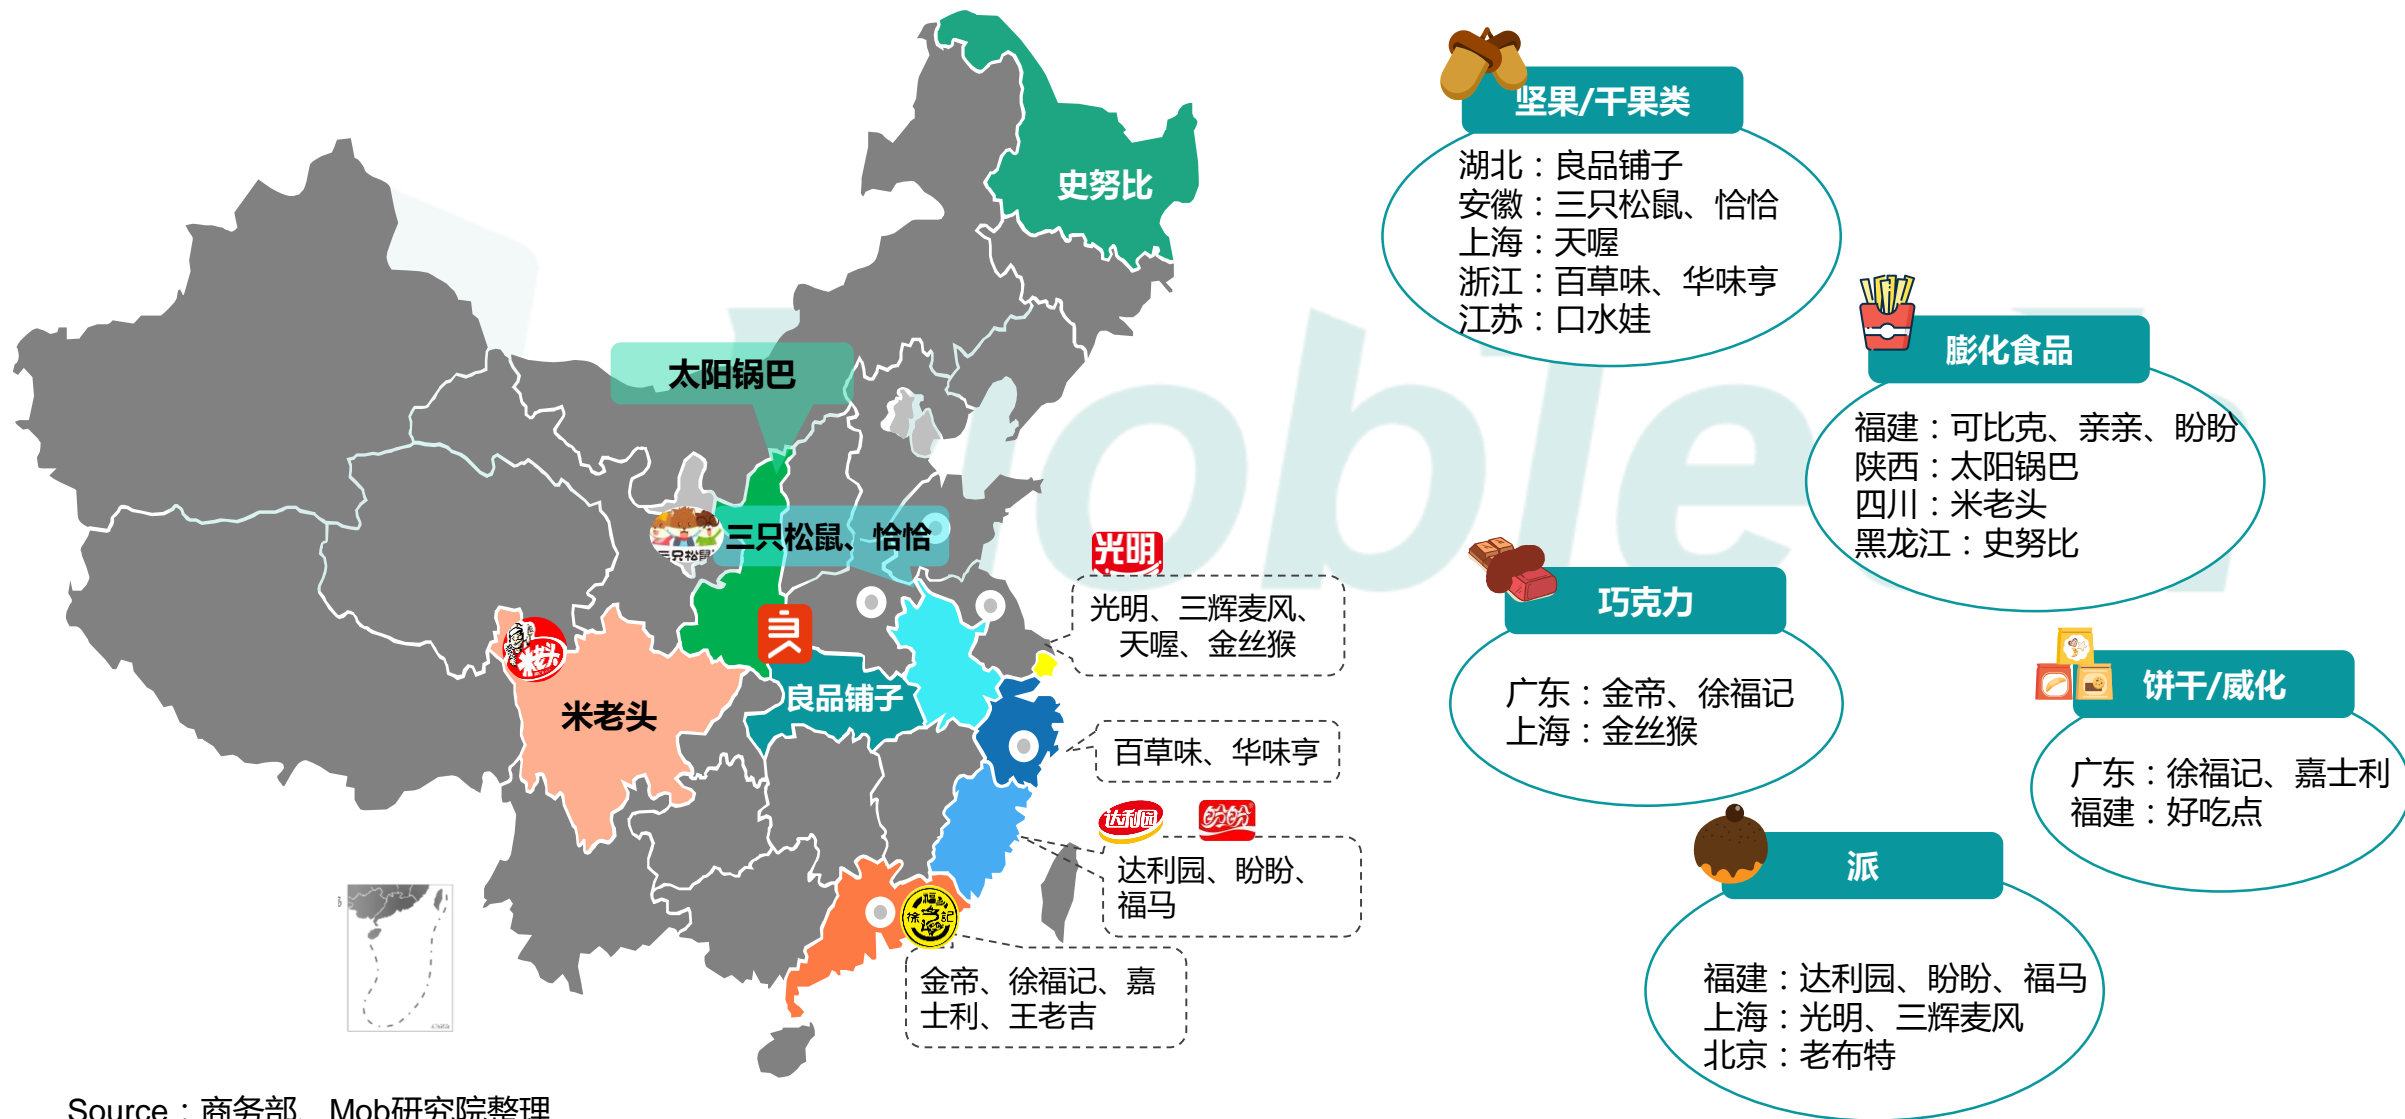 史努比
太阳锅巴
三只松鼠、恰恰
三只松鼠
米老头
米老头
良品铺子
光明
光明、三辉麦风、
天喔、金丝猴
百草味、华味亨
达利园
盼盼
达利园、盼盼、
福马
徐福记
金帝、徐福记、嘉
士利、王老吉
坚果/干果类
湖北：良品铺子
安徽：三只松鼠、恰恰
上海：天喔
浙江：百草味、华味亨
江苏：口水娃
膨化食品
福建：可比克、亲亲、盼盼
陕西：太阳锅巴
四川：米老头
黑龙江：史努比
巧克力
广东：金帝、徐福记
上海：金丝猴
饼干/威化
广东：徐福记、嘉士利
福建：好吃点
派
福建：达利园、盼盼、福马
上海：光明、三辉麦风
北京：老布特
Source：商务部、Mob研究院整理